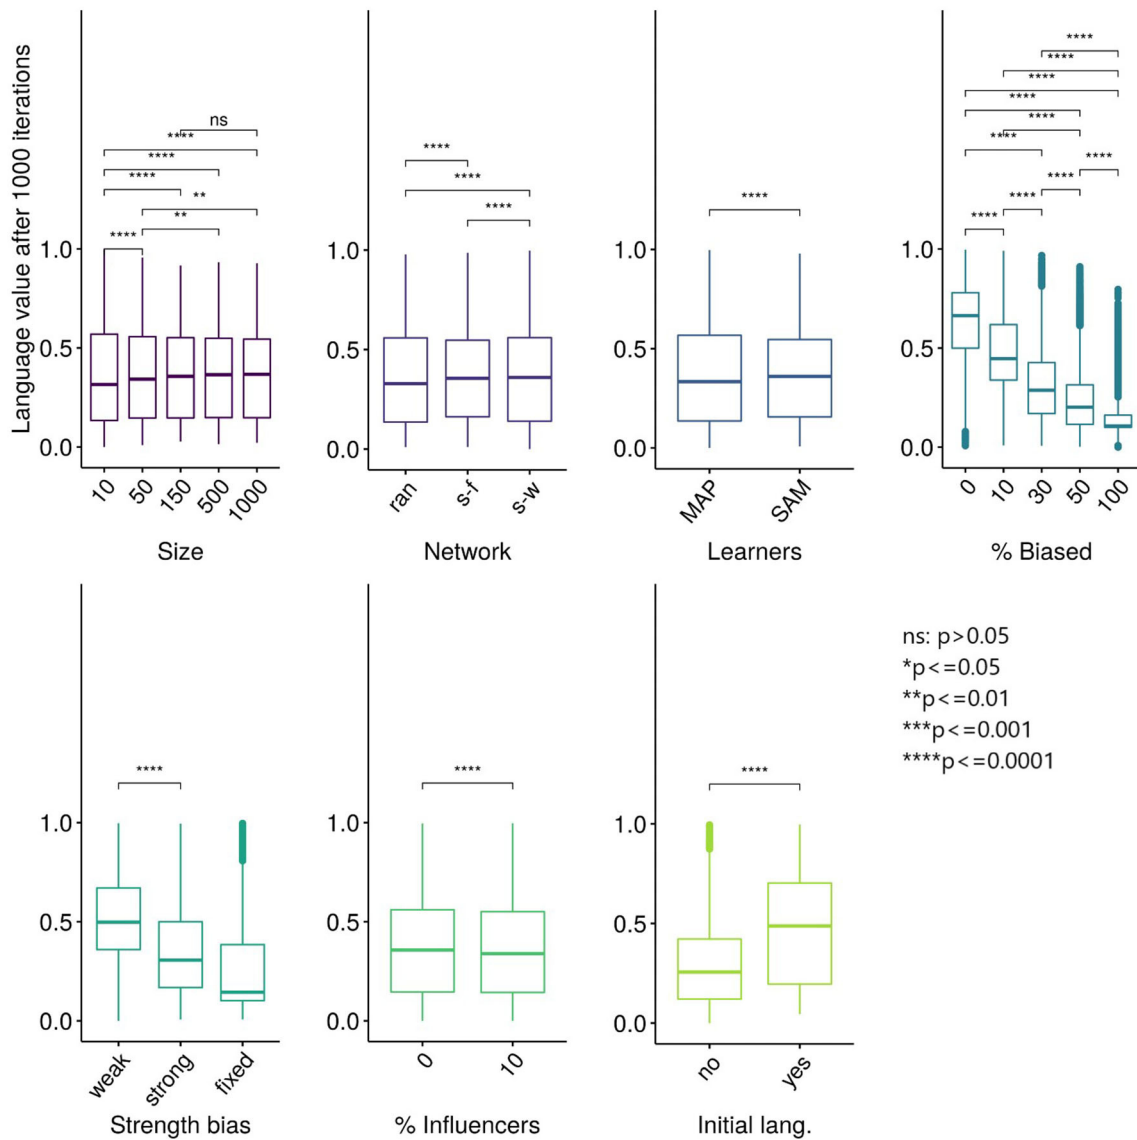 Language value after 1000 iterations
ns
****
****
****
**
**
****
1.0
0.5
0.0
10
50
150
500
1000
Size
****
****
****
1.0
0.5
0.0
ran
s-f
s-w
Network
****
1.0
0.5
0.0
MAP
SAM
Learners
****
****
****
****
****
****
****
****
****
****
1.0
0.5
0.0
0
10
30
50
100
% Biased
****
1.0
0.5
0.0
weak
strong
fixed
Strength bias
****
1.0
0.5
0.0
0
10
% Influencers
****
1.0
0.5
0.0
no
yes
Initial lang.
ns: p>0.05
*p<=0.05
**p<=0.01
***p<=0.001
****p<=0.0001